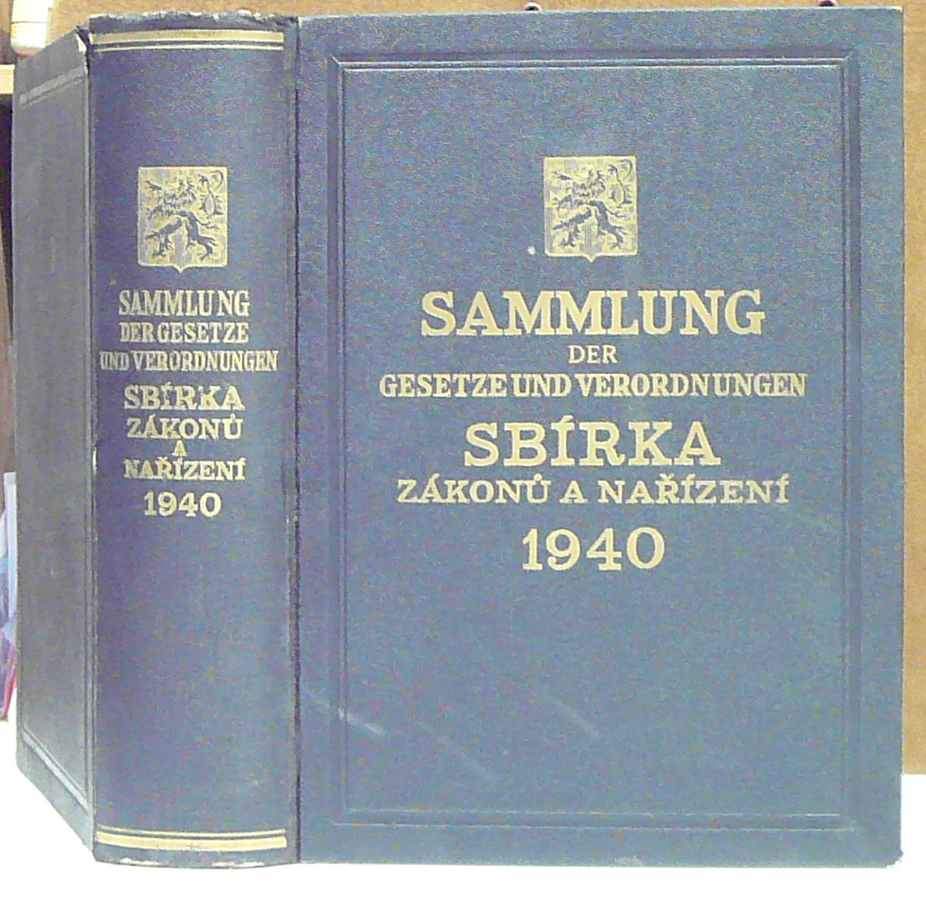 SAMMLUNG
DER GESETZE
UND VERORDNUNGEN
SBÍRKA
ZÁKONŮ
A
NAŘÍZENÍ
1940
SAMMLUNG
DER
GESETZE UND VERORDNUNGEN
SBÍRKA
ZÁKONŮ A NAŘÍZENÍ
1940